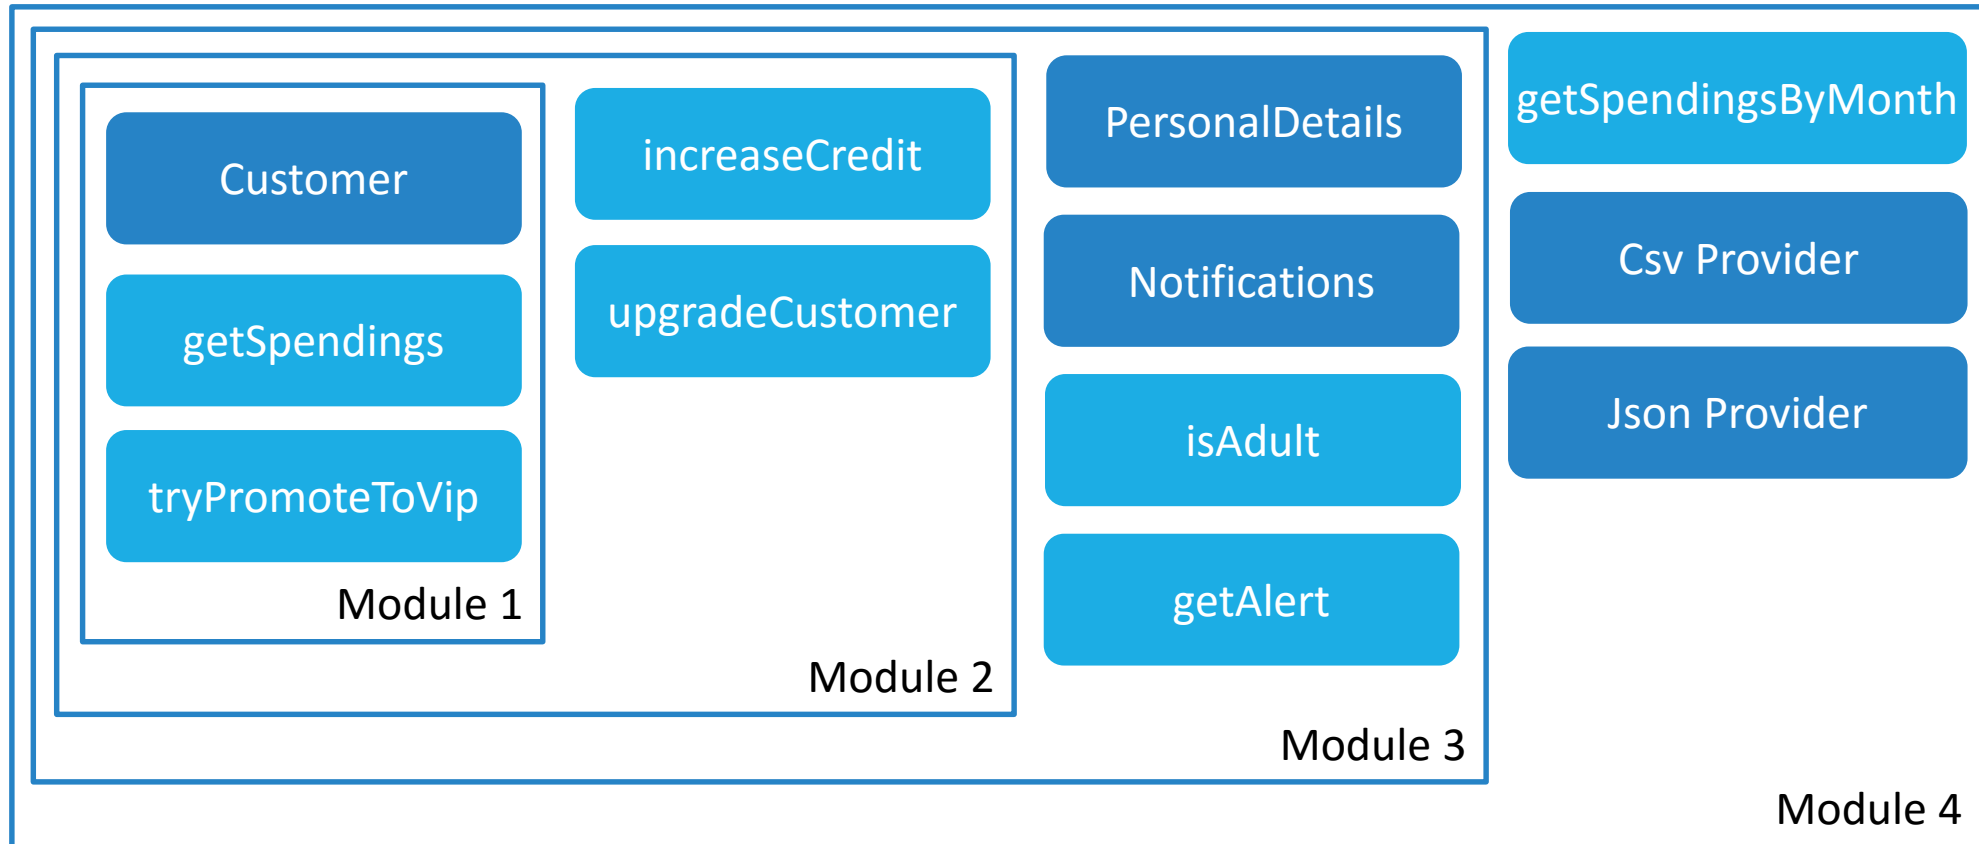 Customer
getSpendings
tryPromoteToVip
Module 1
increaseCredit
upgradeCustomer
Module 2
PersonalDetails
Notifications
isAdult
getAlert
Module 3
getSpendingsByMonth
Csv Provider
Json Provider
Module 4